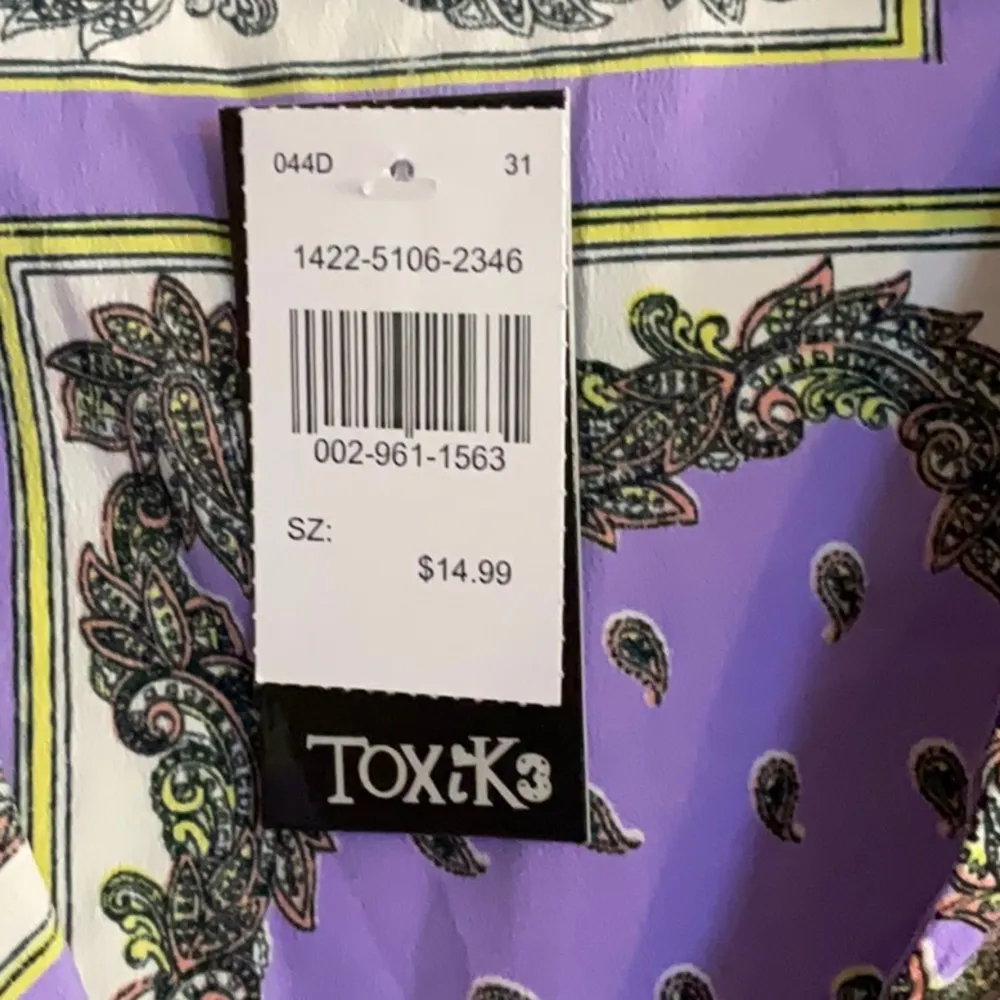 044D 31
1422-5106-2346
002-961-1563
SZ:
$14.99
TOXiK3